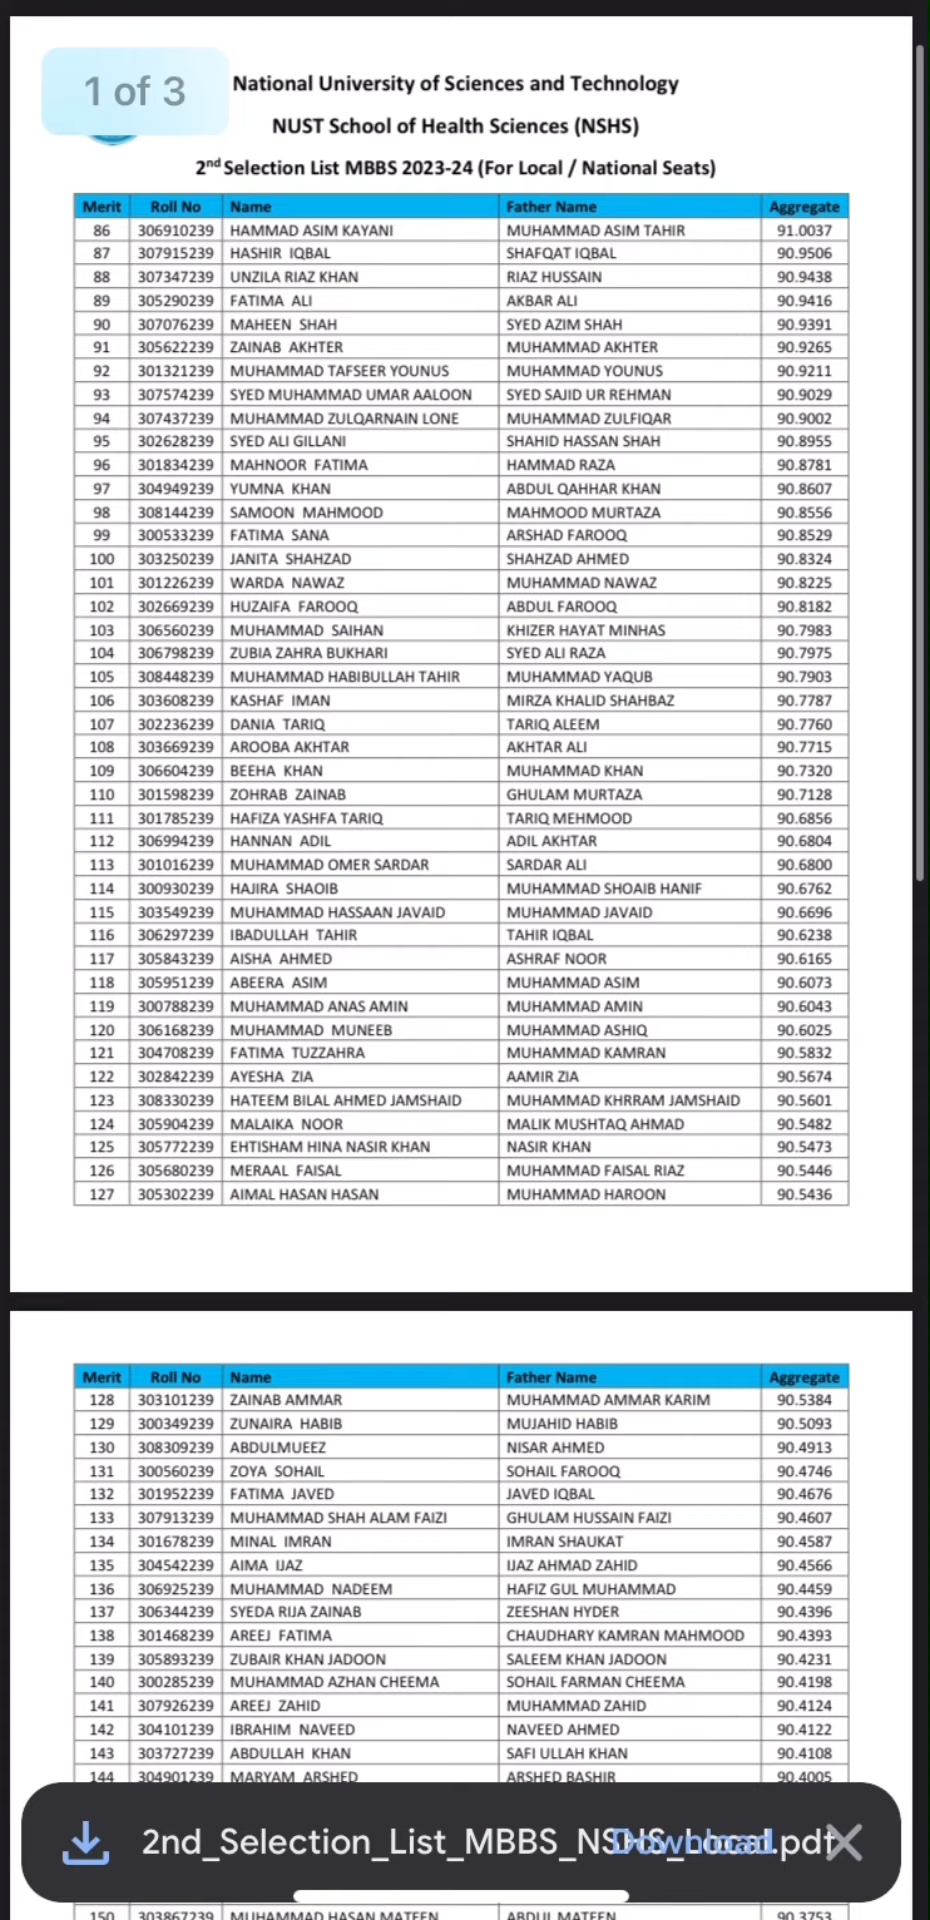 1 of 3
National University of Sciences and Technology
NUST School of Health Sciences (NSHS)
2nd Selection List MBBS 2023-24 (For Local / National Seats)
Merit Roll No Name Father Name Aggregate
86 306910239 HAMMAD ASIM KAYANI MUHAMMAD ASIM TAHIR 91.0037
87 307915239 HASHIR IQBAL SHAFQAT IQBAL 90.9506
88 307347239 UNZILA RIAZ KHAN RIAZ HUSSAIN 90.9438
89 305290239 FATIMA ALI AKBAR ALI 90.9416
90 307076239 MAHEEN SHAH SYED AZIM SHAH 90.9391
91 305622239 ZAINAB AKHTER MUHAMMAD AKHTER 90.9265
92 301321239 MUHAMMAD TAFSEER YOUNUS MUHAMMAD YOUNUS 90.9211
93 307574239 SYED MUHAMMAD UMAR AALOON SYED SAJID UR REHMAN 90.9029
94 307437239 MUHAMMAD ZULQARNAIN LONE MUHAMMAD ZULFIQAR 90.9002
95 302628239 SYED ALI GILLANI SHAHID HASSAN SHAH 90.8955
96 301834239 MAHNOOR FATIMA HAMMAD RAZA 90.8781
97 304949239 YUMNA KHAN ABDUL QAHHAR KHAN 90.8607
98 308144239 SAMOON MAHMOOD MAHMOOD MURTAZA 90.8556
99 300533239 FATIMA SANA ARSHAD FAROOQ 90.8529
100 303250239 JANITA SHAHZAD SHAHZAD AHMED 90.8324
101 301226239 WARDA NAWAZ MUHAMMAD NAWAZ 90.8225
102 302669239 HUZAIFA FAROOQ ABDUL FAROOQ 90.8182
103 306560239 MUHAMMAD SAIHAN KHIZER HAYAT MINHAS 90.7983
104 306798239 ZUBIA ZAHRA BUKHARI SYED ALI RAZA 90.7975
105 308448239 MUHAMMAD HABIBULLAH TAHIR MUHAMMAD YAQUB 90.7903
106 303608239 KASHAF IMAN MIRZA KHALID SHAHBAZ 90.7787
107 302236239 DANIA TARIQ TARIQ ALEEM 90.7760
108 303669239 AROOBA AKHTAR AKHTAR ALI 90.7715
109 306604239 BEEHA KHAN MUHAMMAD KHAN 90.7320
110 301598239 ZOHRAB ZAINAB GHULAM MURTAZA 90.7128
111 301785239 HAFIZA YASHFA TARIQ TARIQ MEHMOOD 90.6856
112 306994239 HANNAN ADIL ADIL AKHTAR 90.6804
113 301016239 MUHAMMAD OMER SARDAR SARDAR ALI 90.6800
114 300930239 HAJIRA SHAOIB MUHAMMAD SHOAIB HANIF 90.6762
115 303549239 MUHAMMAD HASSAAN JAVAID MUHAMMAD JAVAID 90.6696
116 306297239 IBADULLAH TAHIR TAHIR IQBAL 90.6238
117 305843239 AISHA AHMED ASHRAF NOOR 90.6165
118 305951239 ABEERA ASIM MUHAMMAD ASIM 90.6073
119 300788239 MUHAMMAD ANAS AMIN MUHAMMAD AMIN 90.6043
120 306168239 MUHAMMAD MUNEEB MUHAMMAD ASHIQ 90.6025
121 304708239 FATIMA TUZZAHRA MUHAMMAD KAMRAN 90.5832
122 302842239 AYESHA ZIA AAMIR ZIA 90.5674
123 308330239 HATEEM BILAL AHMED JAMSHAID MUHAMMAD KHRRAM JAMSHAID 90.5601
124 305904239 MALAIKA NOOR MALIK MUSHTAQ AHMAD 90.5482
125 305772239 EHTISHAM HINA NASIR KHAN NASIR KHAN 90.5473
126 305680239 MERAAL FAISAL MUHAMMAD FAISAL RIAZ 90.5446
127 305302239 AIMAL HASAN HASAN MUHAMMAD HAROON 90.5436
Merit Roll No Name Father Name Aggregate
128 303101239 ZAINAB AMMAR MUHAMMAD AMMAR KARIM 90.5384
129 300349239 ZUNAIRA HABIB MUJAHID HABIB 90.5093
130 308309239 ABDULMUEEZ NISAR AHMED 90.4913
131 300560239 ZOYA SOHAIL SOHAIL FAROOQ 90.4746
132 301952239 FATIMA JAVED JAVED IQBAL 90.4676
133 307913239 MUHAMMAD SHAH ALAM FAIZI GHULAM HUSSAIN FAIZI 90.4607
134 301678239 MINAL IMRAN IMRAN SHAUKAT 90.4587
135 304542239 AIMA IJAZ IJAZ AHMAD ZAHID 90.4566
136 306925239 MUHAMMAD NADEEM HAFIZ GUL MUHAMMAD 90.4459
137 306344239 SYEDA RIJA ZAINAB ZEESHAN HYDER 90.4396
138 301468239 AREEJ FATIMA CHAUDHARY KAMRAN MAHMOOD 90.4393
139 305893239 ZUBAIR KHAN JADOON SALEEM KHAN JADOON 90.4231
140 300285239 MUHAMMAD AZHAN CHEEMA SOHAIL FARMAN CHEEMA 90.4198
141 307926239 AREEJ ZAHID MUHAMMAD ZAHID 90.4124
142 304101239 IBRAHIM NAVEED NAVEED AHMED 90.4122
143 303727239 ABDULLAH KHAN SAFI ULLAH KHAN 90.4108
144 304901239 MARYAM ARSHED ARSHED BASHIR 90.4005
2nd_Selection_List_MBBS_NSHS_Local.pdf Download
150 303867239 MUHAMMAD HASAN MATEEN ABDUL MATEEN 90.3753